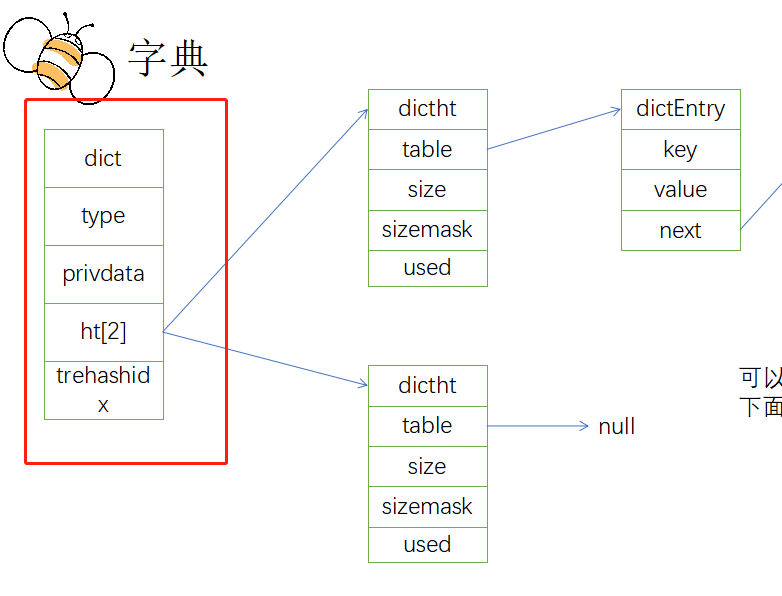 字典
dict
type
privdata
ht[2]
trehashid
x
dictht
table
size
sizemask
used
dictEntry
key
value
next
dictht
table
size
sizemask
used
null
可以
下面